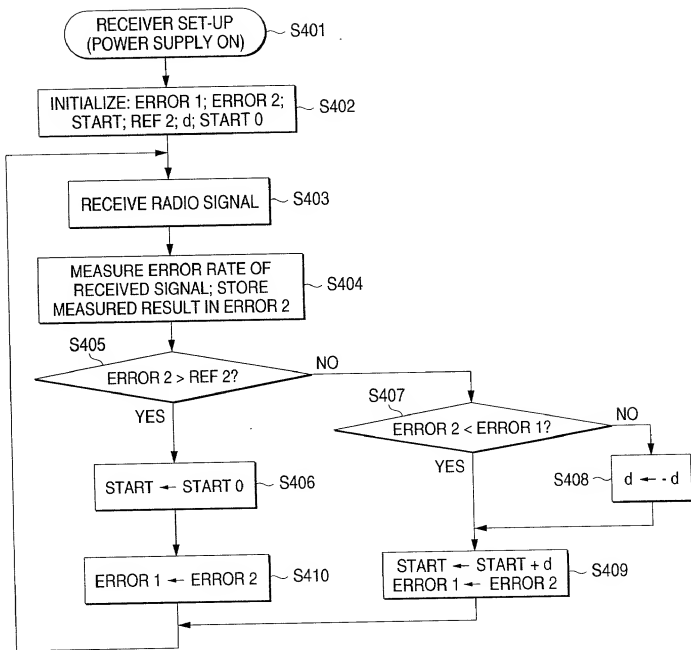 RECEIVER SET-UP
(POWER SUPPLY ON)
S401
INITIALIZE: ERROR 1; ERROR 2;
START; REF 2; d; START 0
S402
RECEIVE RADIO SIGNAL
S403
MEASURE ERROR RATE OF
RECEIVED SIGNAL; STORE
MEASURED RESULT IN ERROR 2
S404
S405
ERROR 2 > REF 2?
NO
YES
S407
ERROR 2 < ERROR 1?
NO
YES
START ← START 0
S406
S408
d ← - d
ERROR 1 ← ERROR 2
S410
START ← START + d
ERROR 1 ← ERROR 2
S409